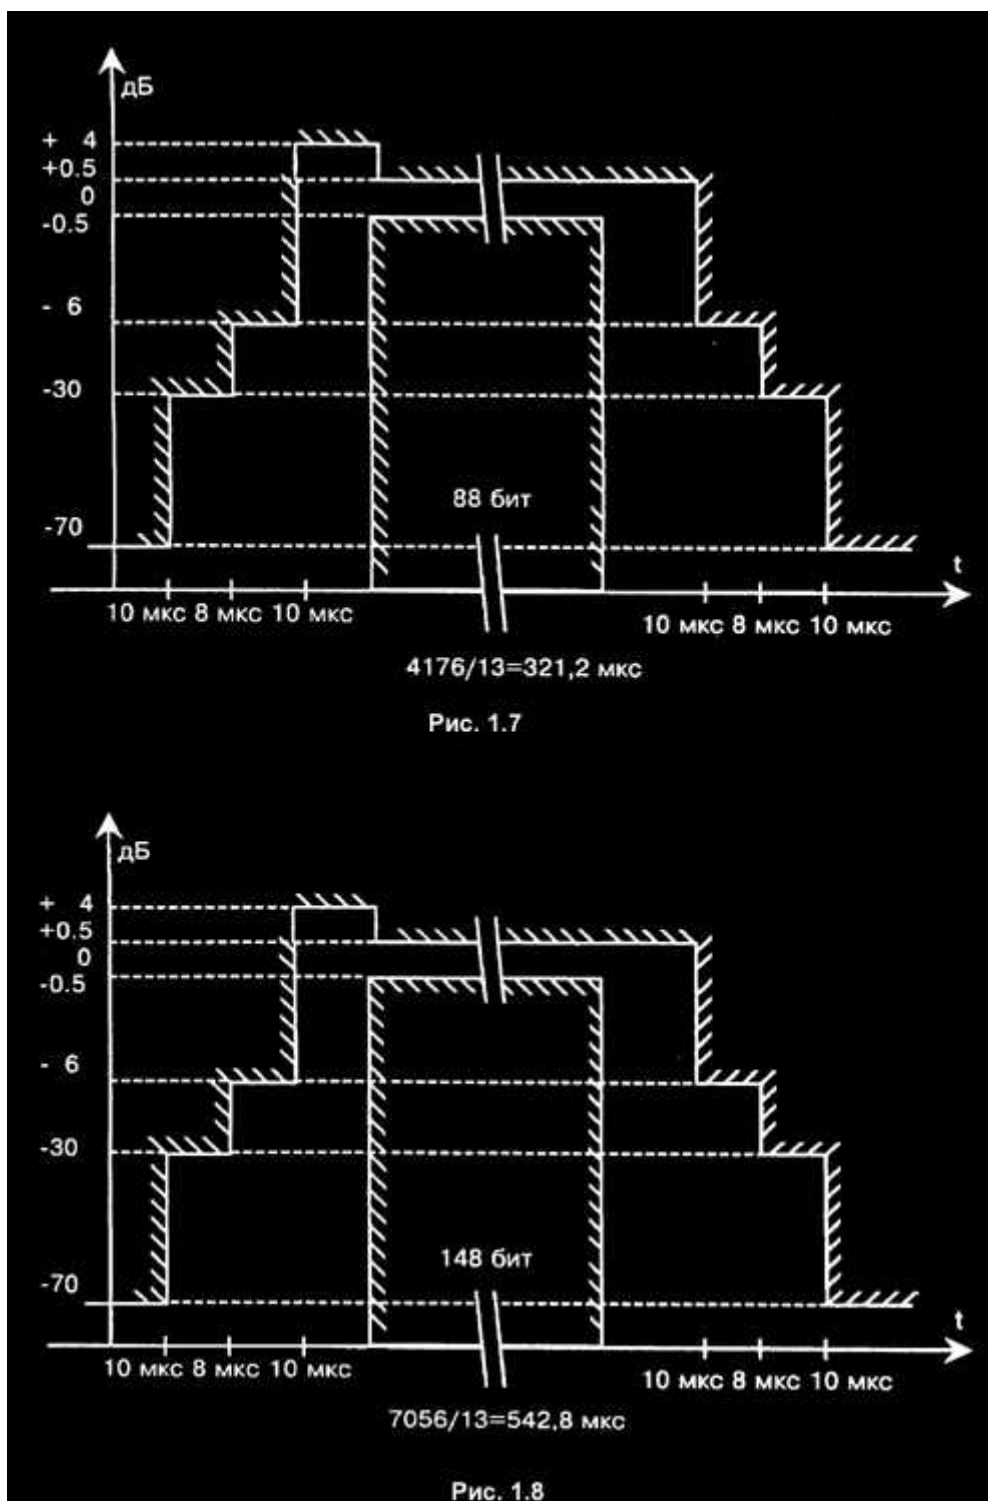 дБ
+ 4
+0.5
0
-0.5
- 6
-30
88 бит
-70
t
10 мкс 8 мкс 10 мкс
10 мкс 8 мкс 10 мкс
4176/13=321,2 мкс
Рис. 1.7
дБ
+ 4
+0.5
0
-0.5
- 6
-30
148 бит
-70
t
10 мкс 8 мкс 10 мкс
10 мкс 8 мкс 10 мкс
7056/13=542,8 мкс
Рис. 1.8